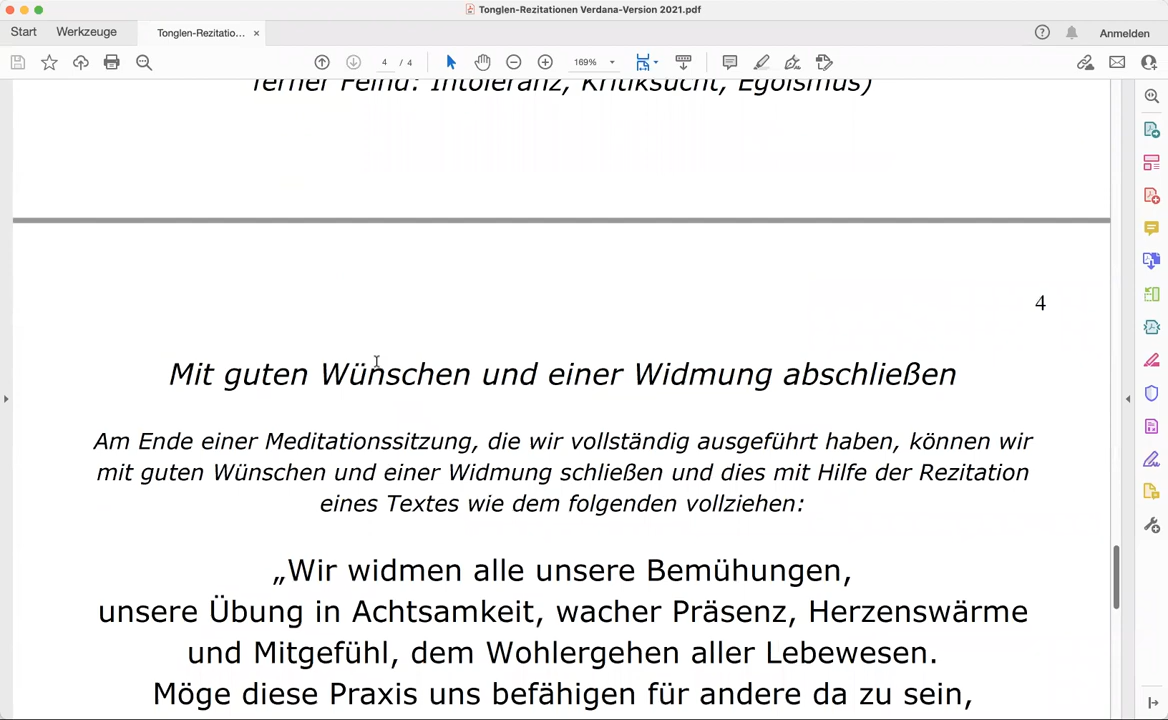 Tonglen-Rezitationen Verdana-Version 2021.pdf
Start Werkzeuge Tonglen-Rezitatio... × Anmelden
4 / 4 169%
ferner Feind: Intoleranz, Kritiksucht, Egoismus)
4
Mit guten Wünschen und einer Widmung abschließen
Am Ende einer Meditationssitzung, die wir vollständig ausgeführt haben, können wir
mit guten Wünschen und einer Widmung schließen und dies mit Hilfe der Rezitation
eines Textes wie dem folgenden vollziehen:
„Wir widmen alle unsere Bemühungen,
unsere Übung in Achtsamkeit, wacher Präsenz, Herzenswärme
und Mitgefühl, dem Wohlergehen aller Lebewesen.
Möge diese Praxis uns befähigen für andere da zu sein,